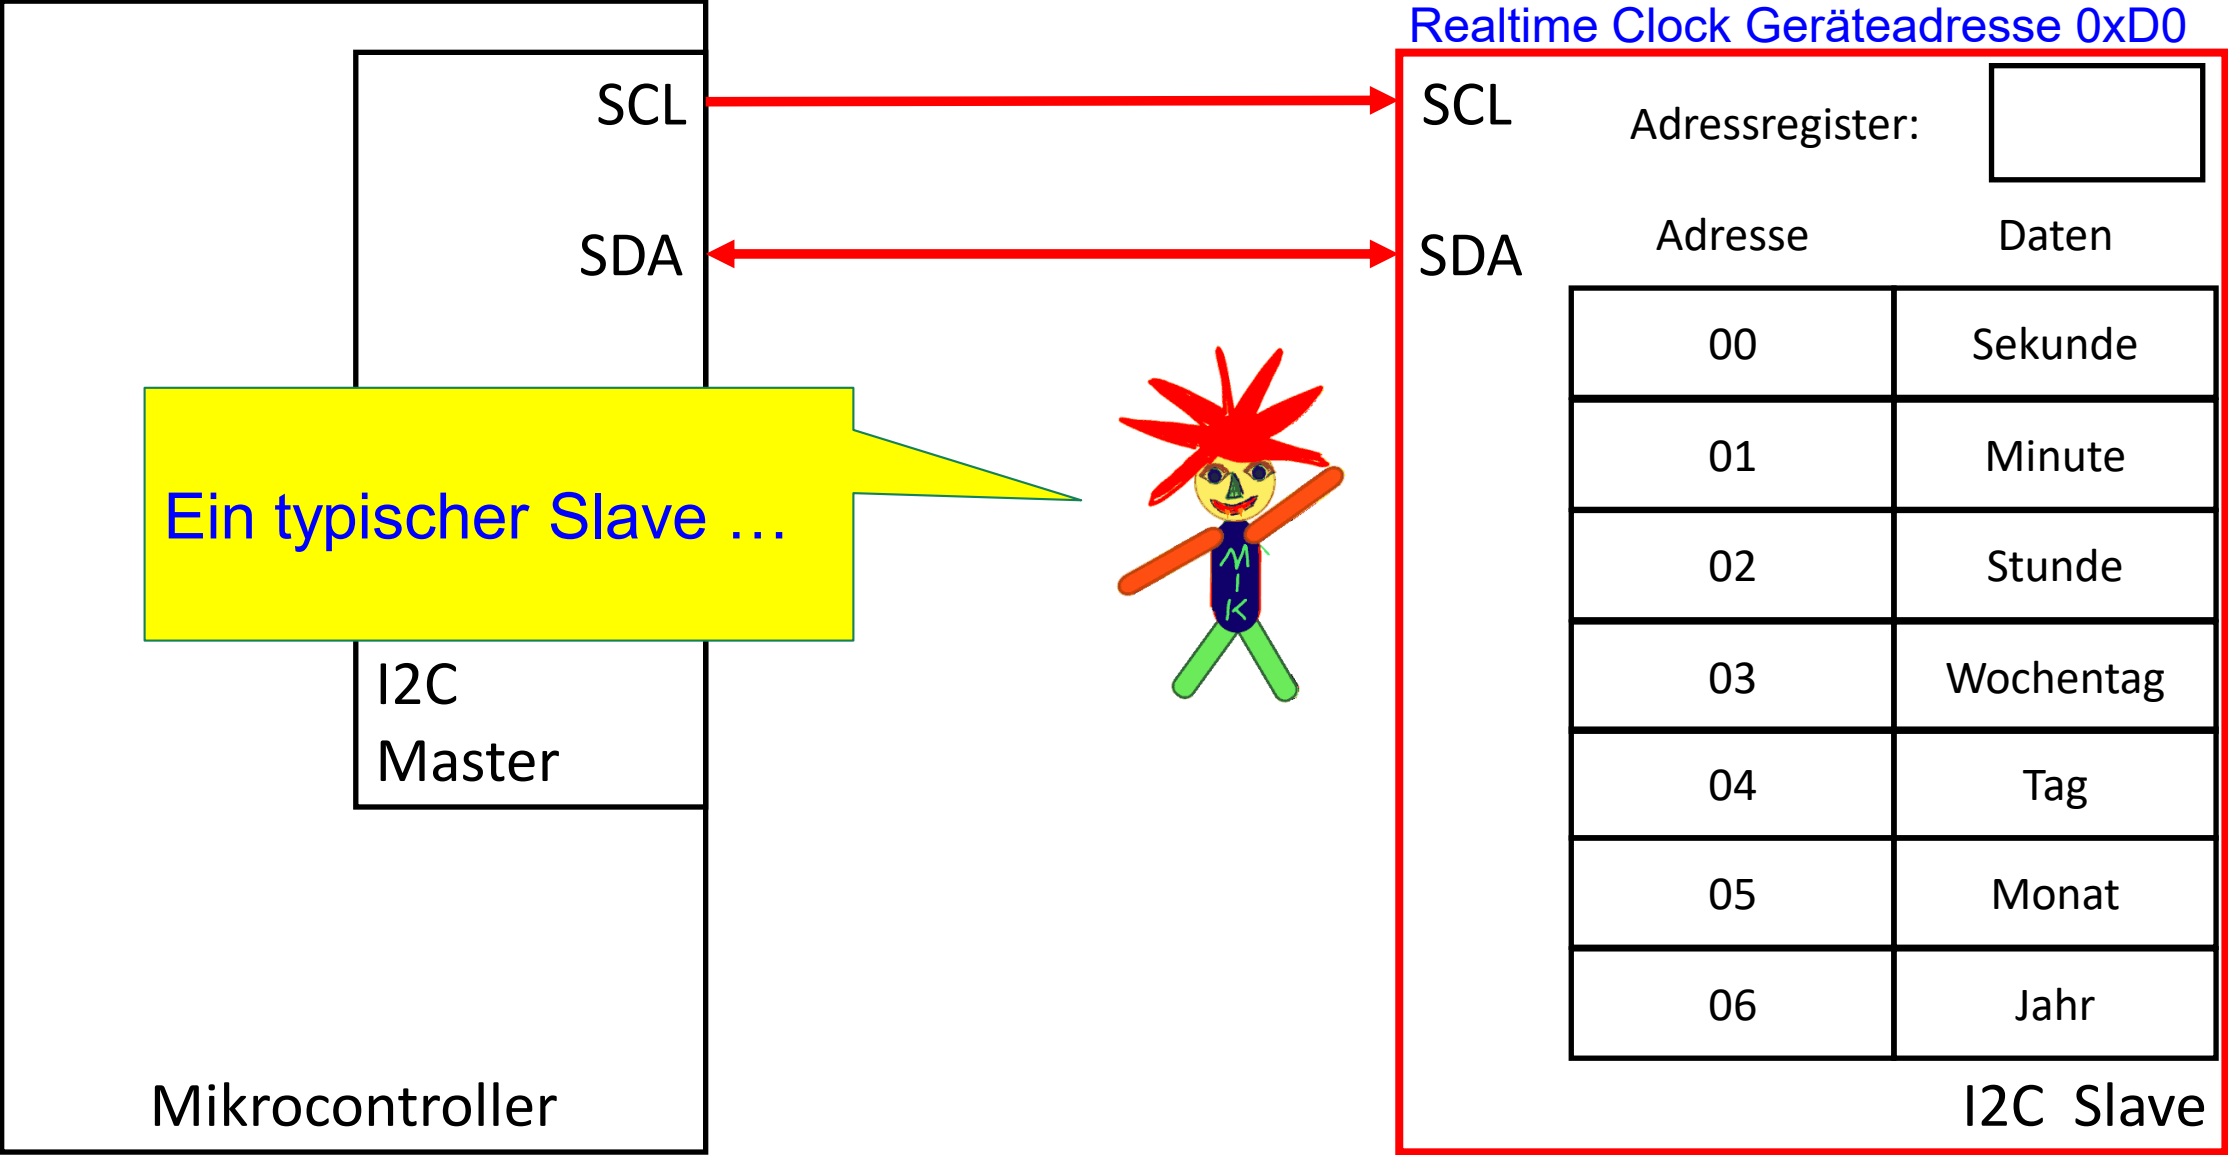 Realtime Clock Geräteadresse 0xD0
SCL
SCL
Adressregister:
SDA
SDA
Adresse Daten
00 Sekunde
01 Minute
02 Stunde
03 Wochentag
04 Tag
05 Monat
06 Jahr
Ein typischer Slave …
M
I
K
I2C
Master
Mikrocontroller
I2C Slave